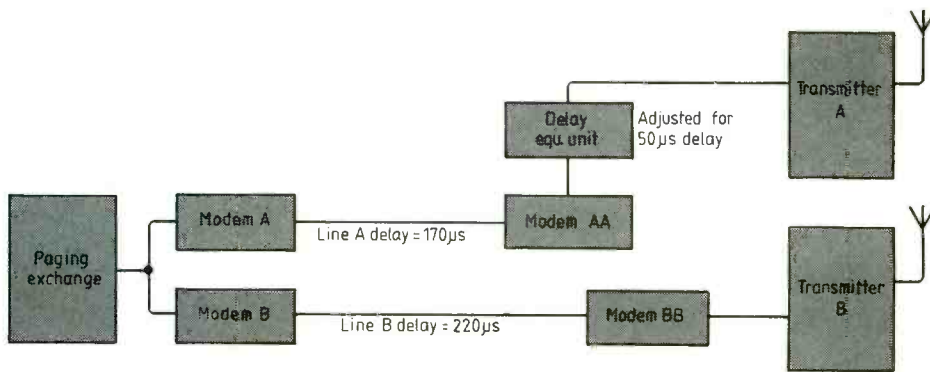 Transmitter
A
Delay
equ. unit
Adjusted for
50µs delay
Modem A
Line A delay = 170µs
Modem AA
Paging
exchange
Modem B
Line B delay = 220µs
Modem BB
Transmitter
B